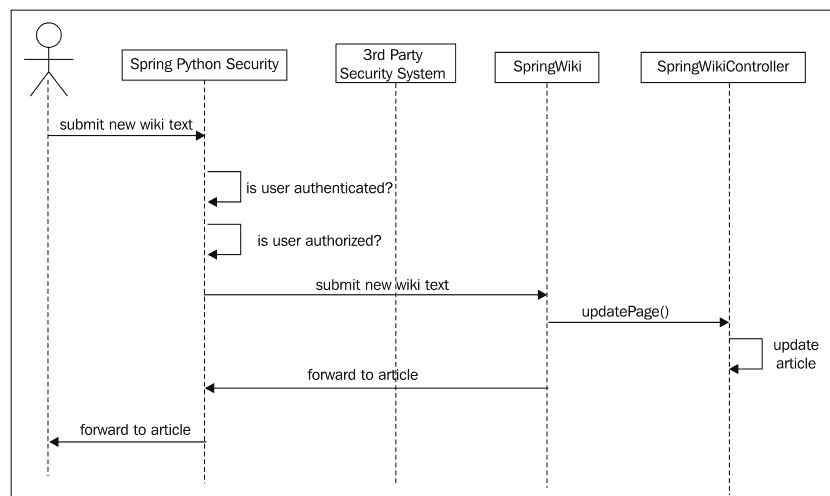 Spring Python Security
3rd Party
Security System
SpringWiki
SpringWikiController
submit new wiki text
is user authenticated?
is user authorized?
submit new wiki text
updatePage()
update
article
forward to article
forward to article